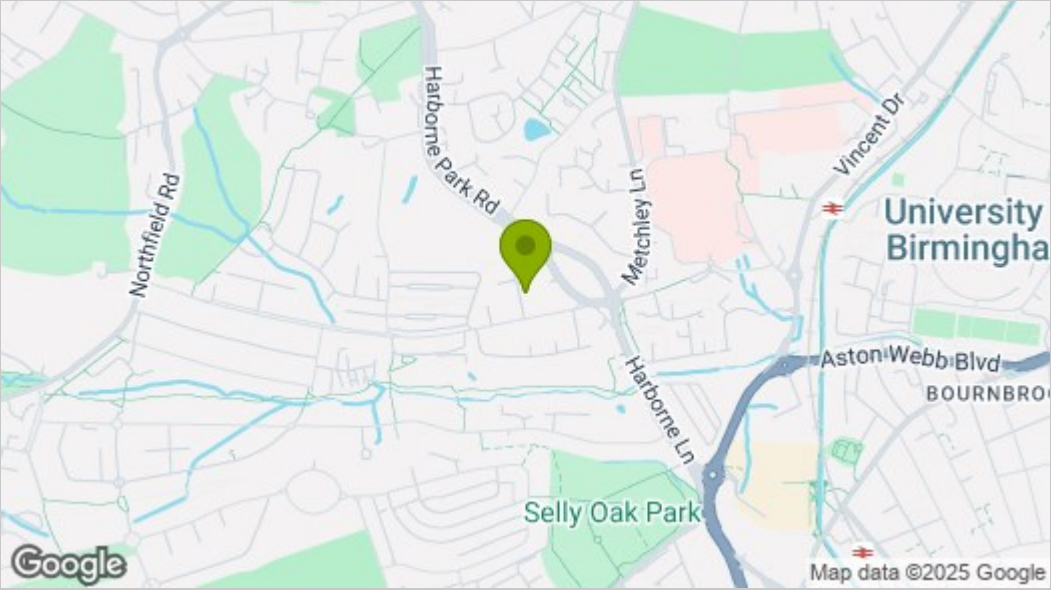 Harborne Park Rd
Vincent Dr
Northfield Rd
Metchley Ln
University
Birmingha
Aston Webb Blvd
BOURNBRO
Harborne Ln
Selly Oak Park
Google
Map data ©2025 Google